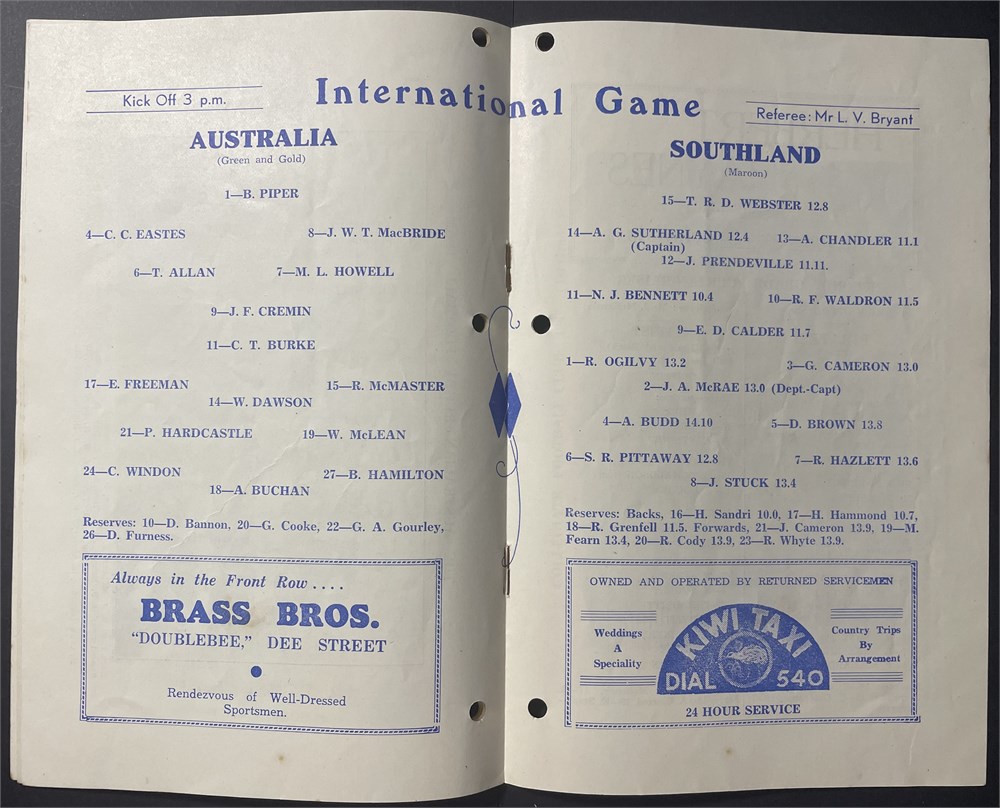 International Game
Kick Off 3 p.m.
AUSTRALIA
(Green and Gold)
1—B. PIPER
4—C. C. EASTES 8—J. W. T. MacBRIDE
6—T. ALLAN 7—M. L. HOWELL
9—J. F. CREMIN
11—C. T. BURKE
17—E. FREEMAN 15—R. McMASTER
14—W. DAWSON
21—P. HARDCASTLE 19—W. McLEAN
24—C. WINDON 27—B. HAMILTON
18—A. BUCHAN
Reserves: 10—D. Bannon, 20—G. Cooke, 22—G. A. Gourley,
26—D. Furness.
Always in the Front Row . . . .
BRASS BROS.
“DOUBLEBEE,” DEE STREET
Rendezvous of Well-Dressed
Sportsmen.
Referee: Mr L. V. Bryant
SOUTHLAND
(Maroon)
15—T. R. D. WEBSTER 12.8
14—A. G. SUTHERLAND 12.4 13—A. CHANDLER 11.1
(Captain)
12—J. PRENDEVILLE 11.11.
11—N. J. BENNETT 10.4 10—R. F. WALDRON 11.5
9—E. D. CALDER 11.7
1—R. OGILVY 13.2 3—G. CAMERON 13.0
2—J. A. McRAE 13.0 (Dept.-Capt)
4—A. BUDD 14.10 5—D. BROWN 13.8
6—S. R. PITTAWAY 12.8 7—R. HAZLETT 13.6
8—J. STUCK 13.4
Reserves: Backs, 16—H. Sandri 10.0, 17—H. Hammond 10.7,
18—R. Grenfell 11.5. Forwards, 21—J. Cameron 13.9, 19—M.
Fearn 13.4, 20—R. Cody 13.9, 23—R. Whyte 13.9.
OWNED AND OPERATED BY RETURNED SERVICEMEN
Weddings
A
Speciality
KIWI TAXI
DIAL 540
Country Trips
By
Arrangement
24 HOUR SERVICE